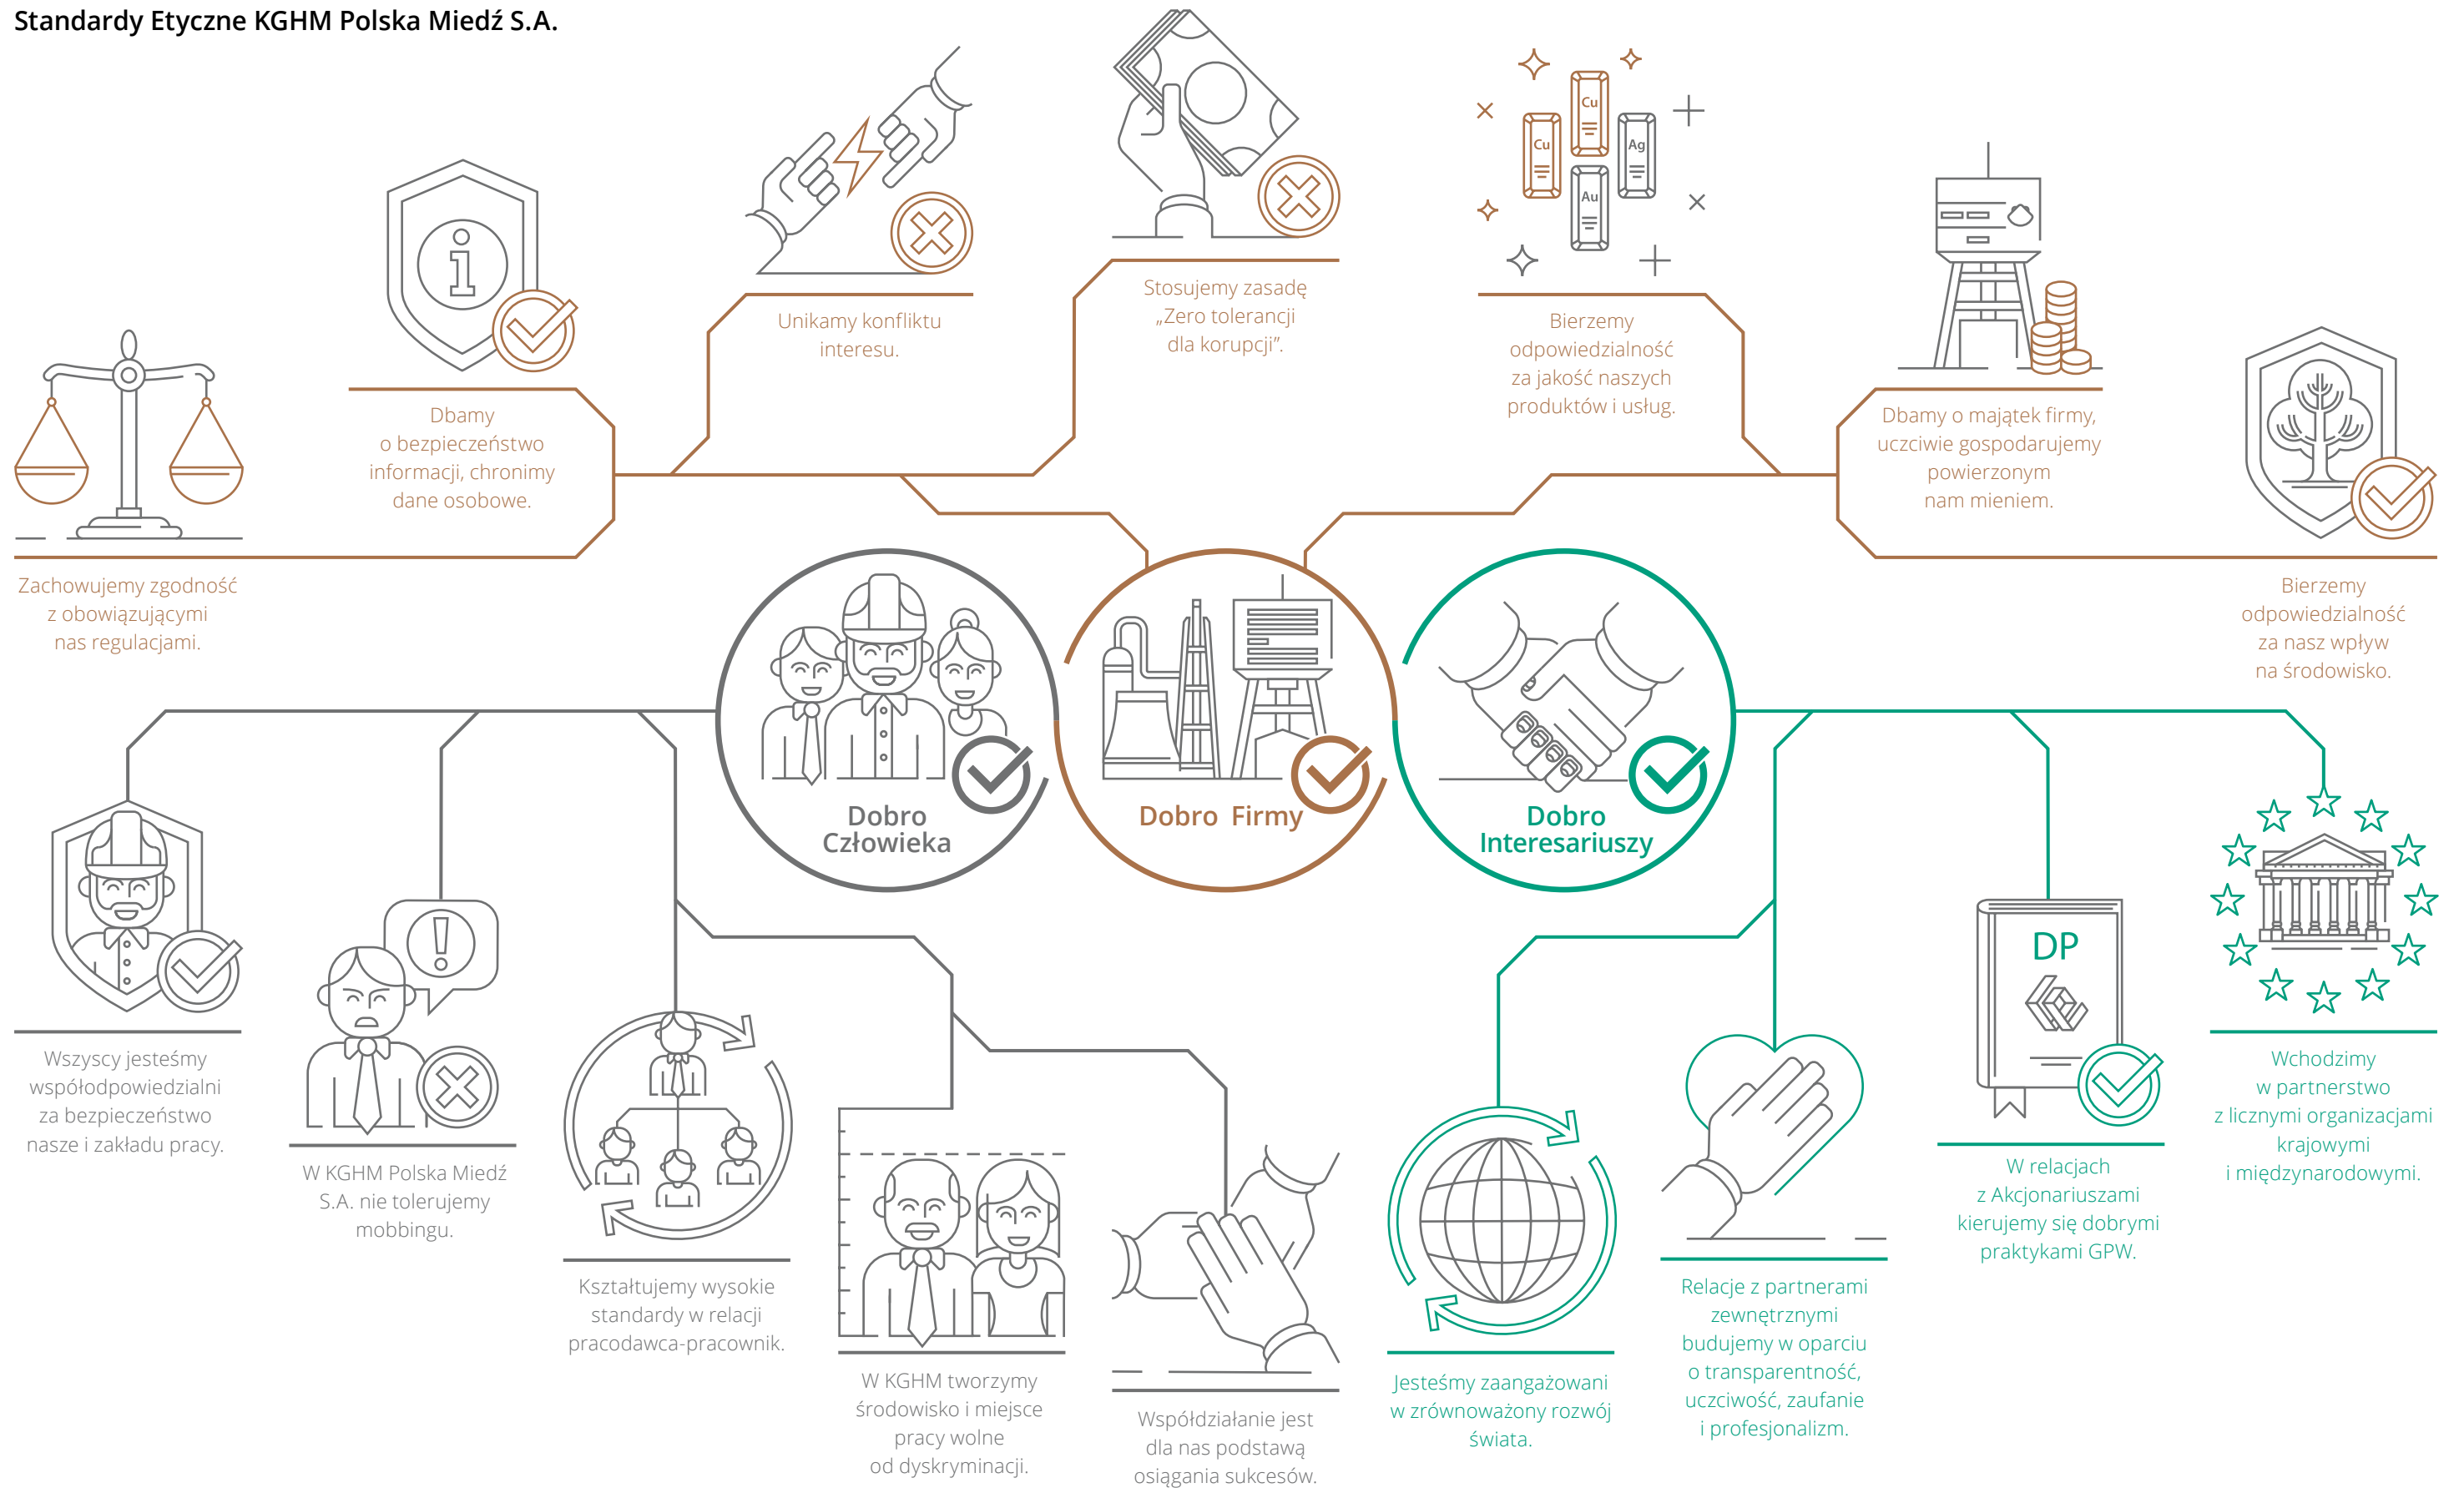 Standardy Etyczne KGHM Polska Miedź S.A.
Zachowujemy zgodność
z obowiązującymi
nas regulacjami.
Dbamy
o bezpieczeństwo
informacji, chronimy
dane osobowe.
Unikamy konfliktu
interesu.
Stosujemy zasadę
„Zero tolerancji
dla korupcji”.
Cu
Cu
Ag
Au
Bierzemy
odpowiedzialność
za jakość naszych
produktów i usług.
Dbamy o majątek firmy,
uczciwie gospodarujemy
powierzonym
nam mieniem.
Bierzemy
odpowiedzialność
za nasz wpływ
na środowisko.
Dobro
Człowieka
Dobro Firmy
Dobro
Interesariuszy
Wszyscy jesteśmy
współodpowiedzialni
za bezpieczeństwo
nasze i zakładu pracy.
W KGHM Polska Miedź
S.A. nie tolerujemy
mobbingu.
Kształtujemy wysokie
standardy w relacji
pracodawca-pracownik.
W KGHM tworzymy
środowisko i miejsce
pracy wolne
od dyskryminacji.
Współdziałanie jest
dla nas podstawą
osiągania sukcesów.
Jesteśmy zaangażowani
w zrównoważony rozwój
świata.
Relacje z partnerami
zewnętrznymi
budujemy w oparciu
o transparentność,
uczciwość, zaufanie
i profesjonalizm.
DP
W relacjach
z Akcjonariuszami
kierujemy się dobrymi
praktykami GPW.
Wchodzimy
w partnerstwo
z licznymi organizacjami
krajowymi
i międzynarodowymi.